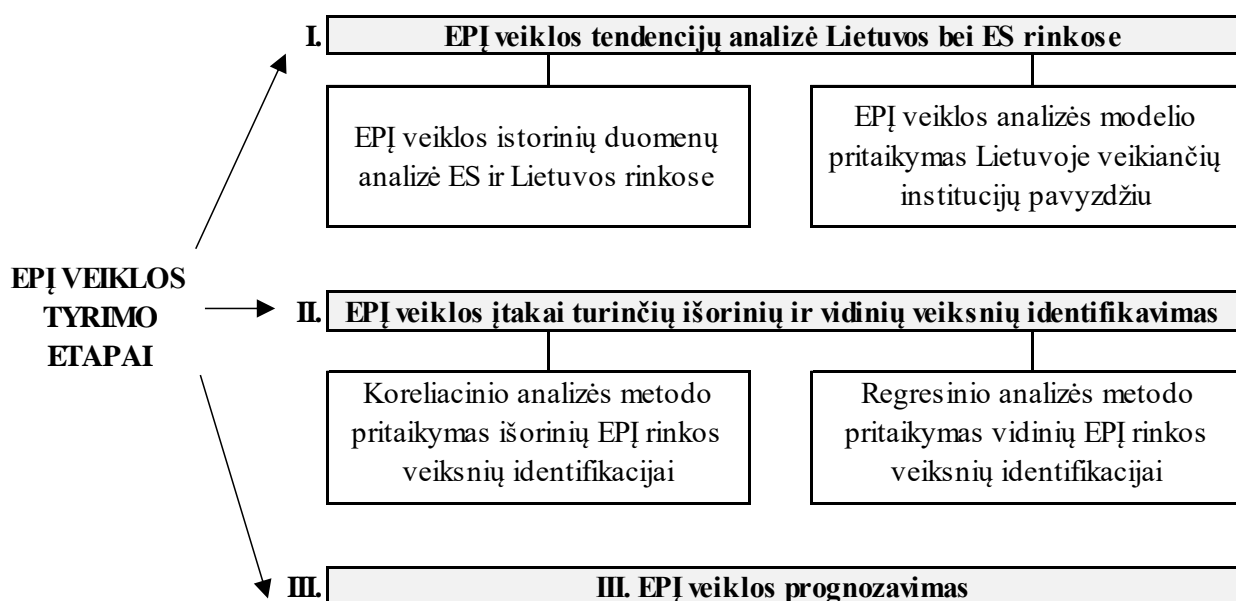 I. EPĮ veiklos tendencijų analizė Lietuvos bei ES rinkose
EPĮ veiklos istorinių duomenų
analizė ES ir Lietuvos rinkose
EPĮ veiklos analizės modelio
pritaikymas Lietuvoje veikiančių
institucijų pavyzdžiu
EPĮ VEIKLOS
TYRIMO
ETAPAI
II. EPĮ veiklos įtakai turinčių išorinių ir vidinių veiksnių identifikavimas
Koreliacinio analizės metodo
pritaikymas išorinių EPĮ rinkos
veiksnių identifikacijai
Regresinio analizės metodo
pritaikymas vidinių EPĮ rinkos
veiksnių identifikacijai
III. III. EPĮ veiklos prognozavimas